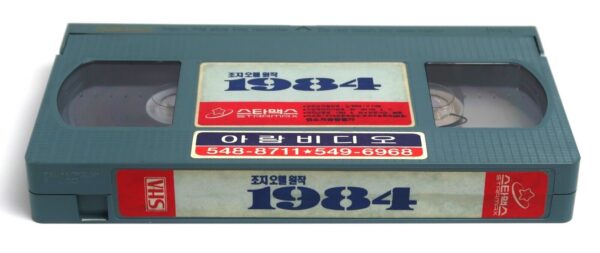 조지 오웰 원작
1984
스타맥스
STARMAX
아람비디오
548-8711★549-6968
VHS
조지 오웰 원작
1984
스타맥스
STARMAX